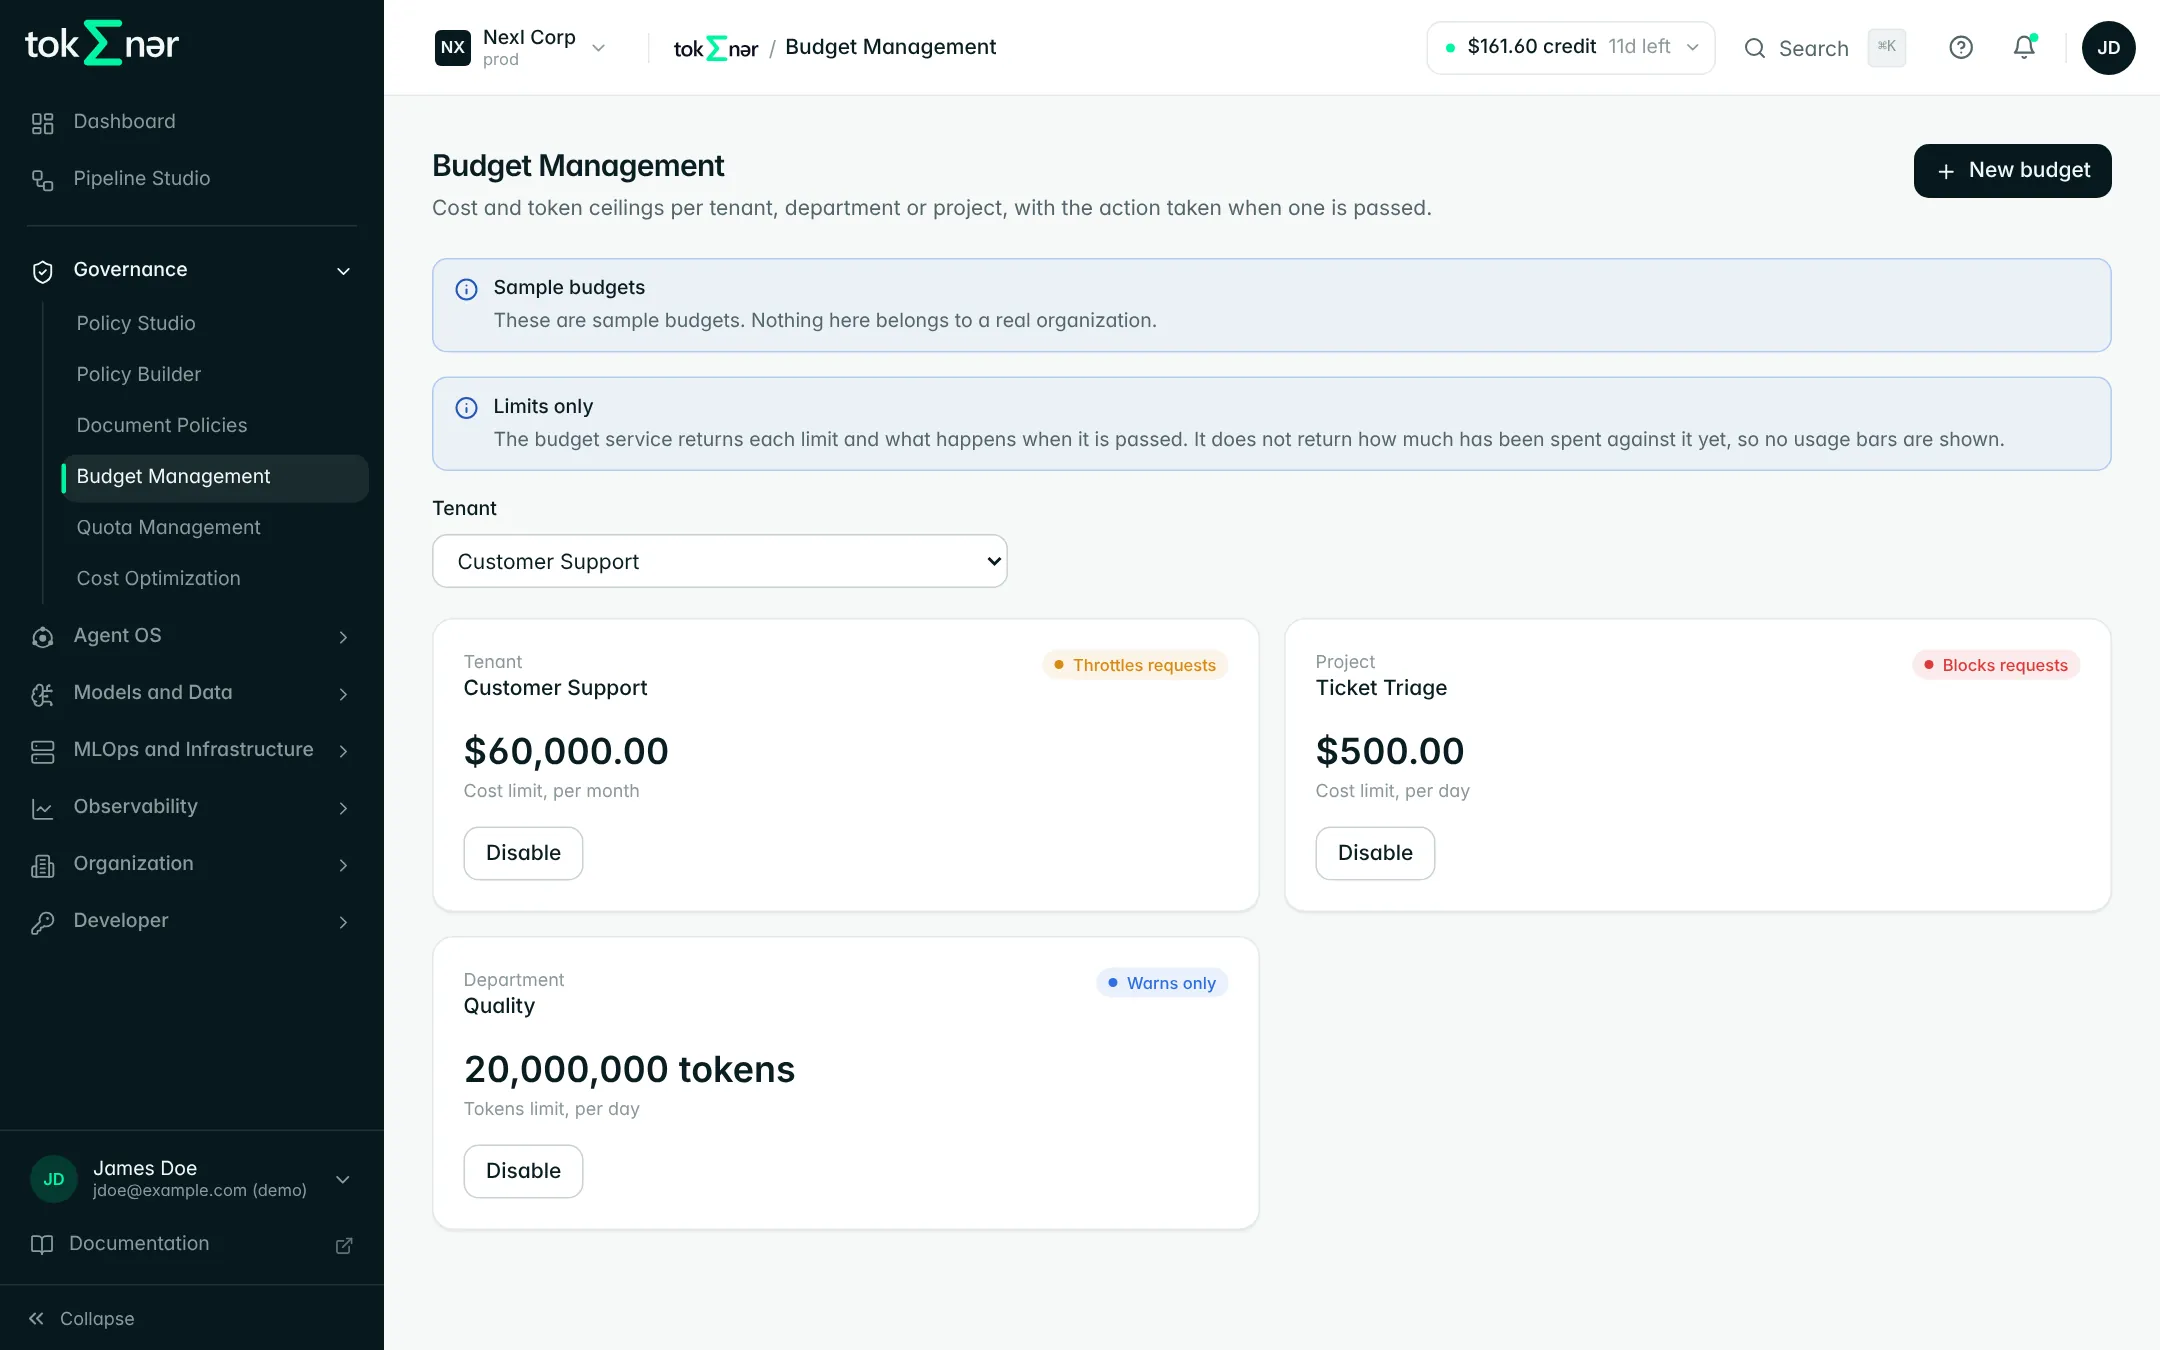 tokΣnər
Dashboard
Pipeline Studio
Governance
Policy Studio
Policy Builder
Document Policies
Budget Management
Quota Management
Cost Optimization
Agent OS
Models and Data
MLOps and Infrastructure
Observability
Organization
Developer
JD
James Doe
jdoe@example.com (demo)
Documentation
Collapse
NX
Nexl Corp
prod
tokΣnər / Budget Management
$161.60 credit 11d left
Search ⌘K
JD
Budget Management
Cost and token ceilings per tenant, department or project, with the action taken when one is passed.
+ New budget
Sample budgets
These are sample budgets. Nothing here belongs to a real organization.
Limits only
The budget service returns each limit and what happens when it is passed. It does not return how much has been spent against it yet, so no usage bars are shown.
Tenant
Customer Support
Tenant
Customer Support
Throttles requests
$60,000.00
Cost limit, per month
Disable
Project
Ticket Triage
Blocks requests
$500.00
Cost limit, per day
Disable
Department
Quality
Warns only
20,000,000 tokens
Tokens limit, per day
Disable